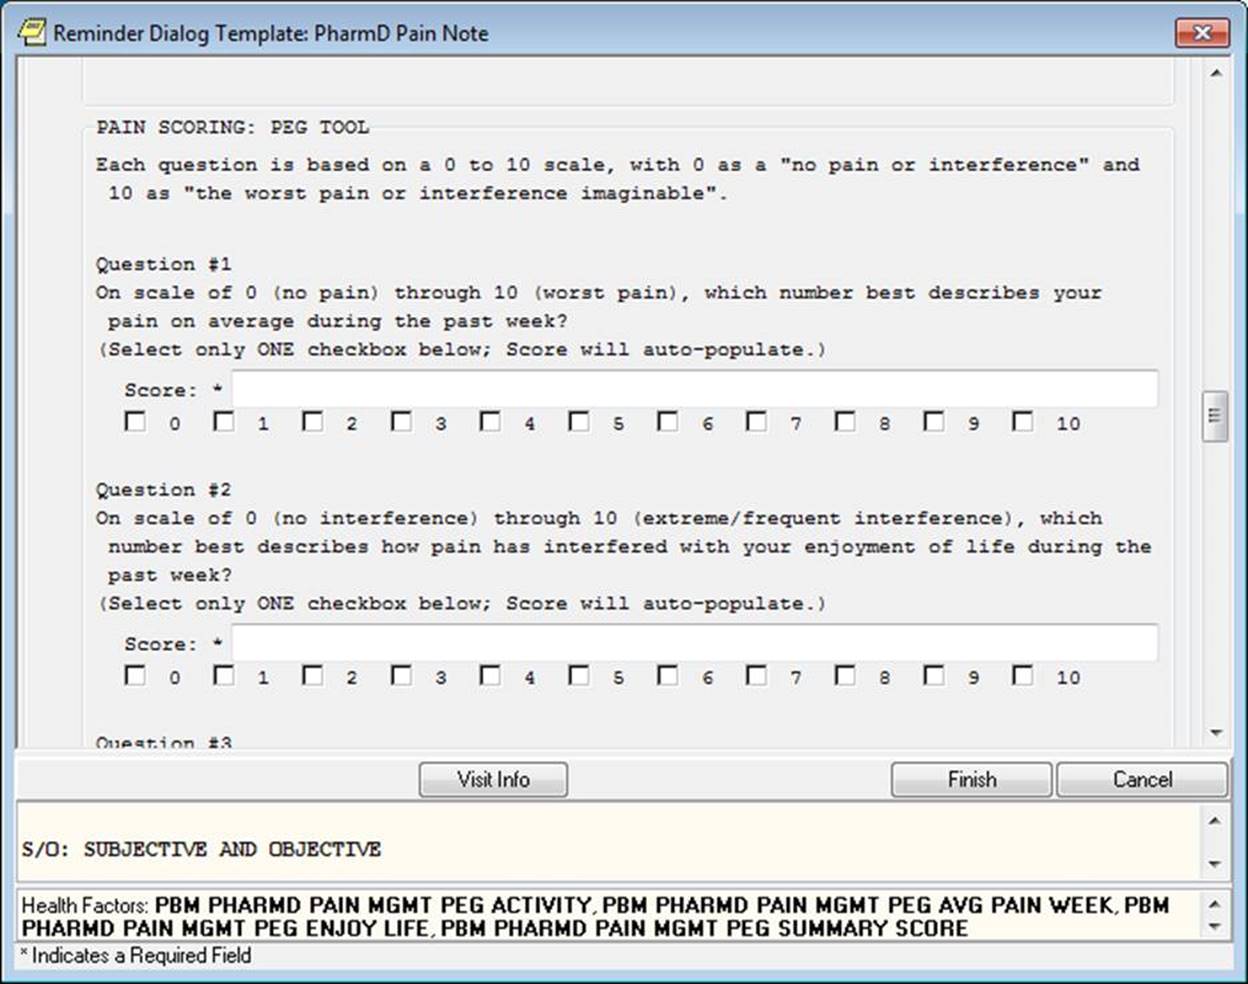 Reminder Dialog Template: PharmD Pain Note
PAIN SCORING: PEG TOOL
Each question is based on a 0 to 10 scale, with 0 as a "no pain or interference" and
10 as "the worst pain or interference imaginable".
Question #1
On scale of 0 (no pain) through 10 (worst pain), which number best describes your
pain on average during the past week?
(Select only ONE checkbox below; Score will auto-populate.)
Score: *
0 1 2 3 4 5 6 7 8 9 10
Question #2
On scale of 0 (no interference) through 10 (extreme/frequent interference), which
number best describes how pain has interfered with your enjoyment of life during the
past week?
(Select only ONE checkbox below; Score will auto-populate.)
Score: *
0 1 2 3 4 5 6 7 8 9 10
Question #3
Visit Info Finish Cancel
S/O: SUBJECTIVE AND OBJECTIVE
Health Factors: PBM PHARMD PAIN MGMT PEG ACTIVITY, PBM PHARMD PAIN MGMT PEG AVG PAIN WEEK, PBM
PHARMD PAIN MGMT PEG ENJOY LIFE, PBM PHARMD PAIN MGMT PEG SUMMARY SCORE
* Indicates a Required Field